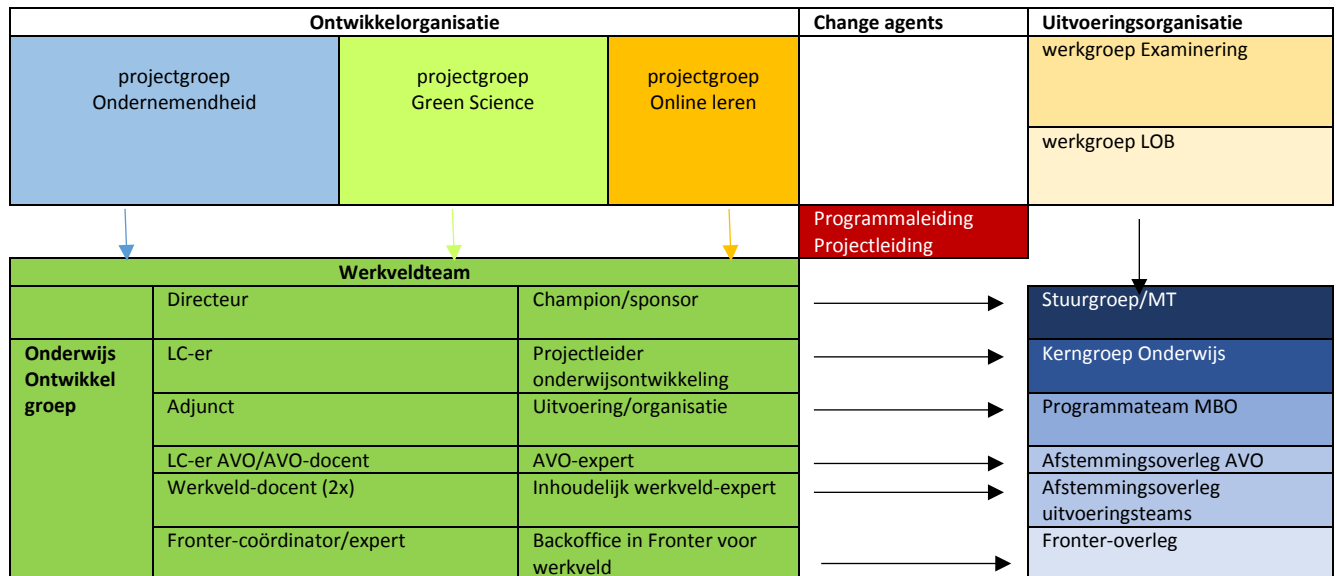 Ontwikkelorganisatie
Change agents
Uitvoeringsorganisatie
projectgroep
Ondernemendheid
projectgroep
Green Science
projectgroep
Online leren
werkgroep Examinering
werkgroep LOB
Programmaleiding
Projectleiding
Werkveldteam
Directeur
Champion/sponsor
Stuurgroep/MT
Onderwijs
Ontwikkel
groep
LC-er
Projectleider
onderwijsontwikkeling
Kerngroep Onderwijs
Adjunct
Uitvoering/organisatie
Programmateam MBO
LC-er AVO/AVO-docent
AVO-expert
Afstemmingsoverleg AVO
Werkveld-docent (2x)
Inhoudelijk werkveld-expert
Afstemmingsoverleg
uitvoeringsteams
Fronter-coördinator/expert
Backoffice in Fronter voor
werkveld
Fronter-overleg